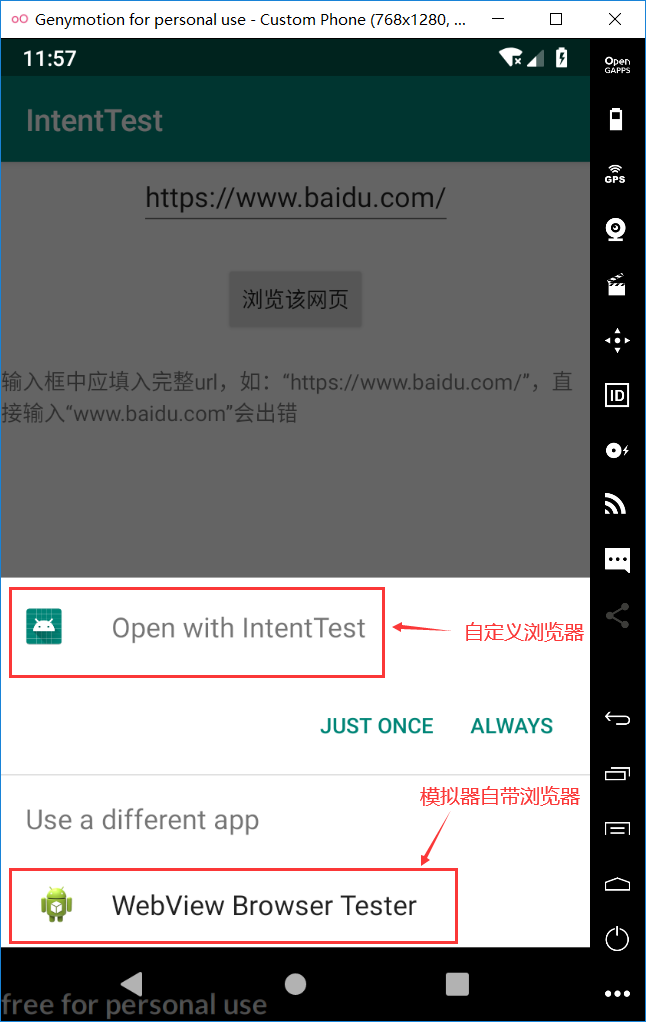 Genymotion for personal use - Custom Phone (768x1280, ...
11:57
Open
GAPPS
IntentTest
GPS
https://www.baidu.com/
浏览该网页
输入框中应填入完整url，如：“https://www.baidu.com/”，直
接输入“www.baidu.com”会出错
ID
Open with IntentTest
自定义浏览器
JUST ONCE
ALWAYS
模拟器自带浏览器
Use a different app
WebView Browser Tester
free for personal use